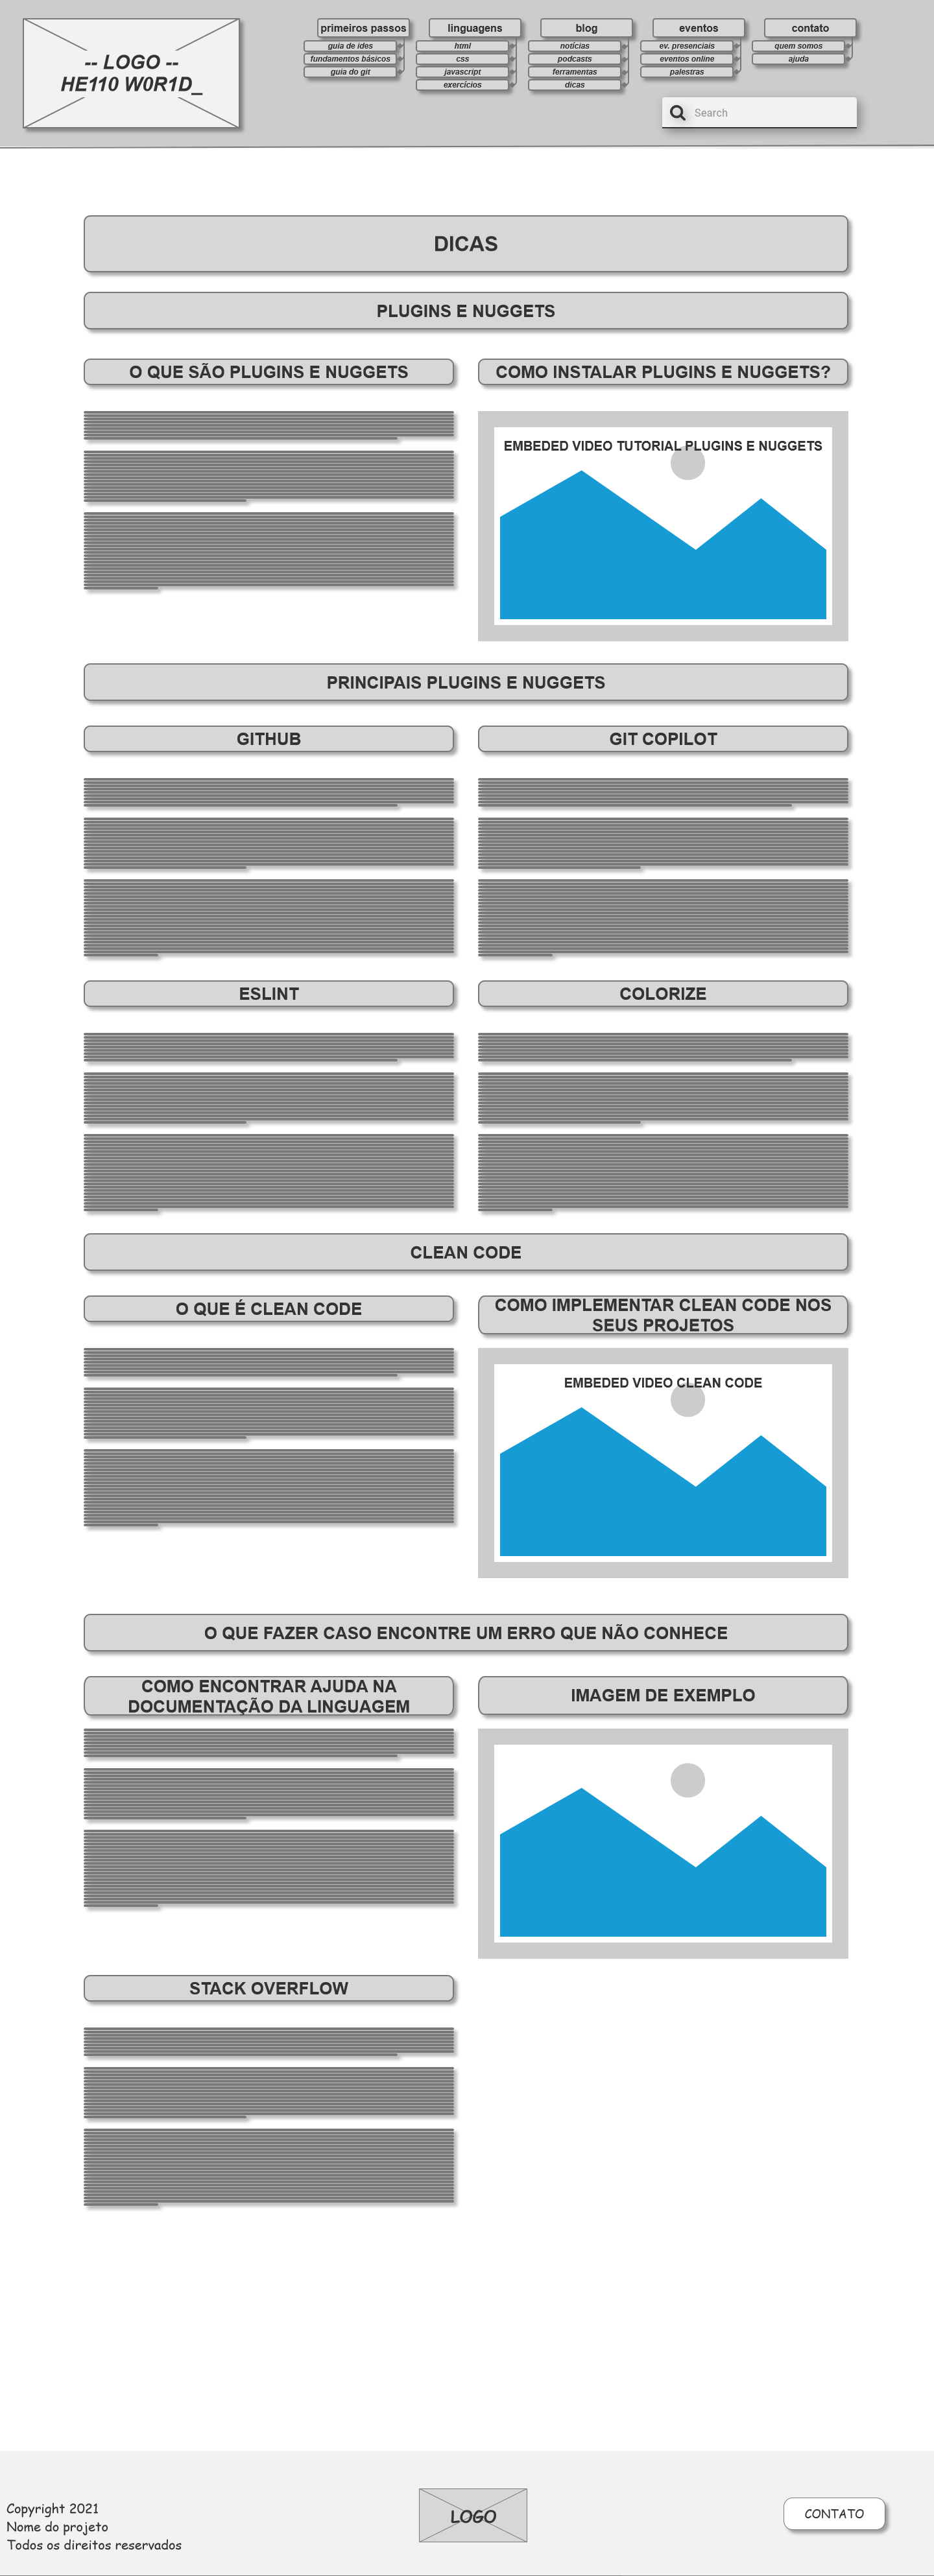 -- LOGO --
HE110 W0R1D_
primeiros passos
guia de ides
fundamentos básicos
guia do git
linguagens
html
css
javascript
exercícios
blog
notícias
podcasts
ferramentas
dicas
eventos
ev. presenciais
eventos online
palestras
contato
quem somos
ajuda
Search
DICAS
PLUGINS E NUGGETS
O QUE SÃO PLUGINS E NUGGETS
COMO INSTALAR PLUGINS E NUGGETS?
EMBEDED VIDEO TUTORIAL PLUGINS E NUGGETS
PRINCIPAIS PLUGINS E NUGGETS
GITHUB
GIT COPILOT
ESLINT
COLORIZE
CLEAN CODE
O QUE É CLEAN CODE
COMO IMPLEMENTAR CLEAN CODE NOS
SEUS PROJETOS
EMBEDED VIDEO CLEAN CODE
O QUE FAZER CASO ENCONTRE UM ERRO QUE NÃO CONHECE
COMO ENCONTRAR AJUDA NA
DOCUMENTAÇÃO DA LINGUAGEM
IMAGEM DE EXEMPLO
STACK OVERFLOW
Copyright 2021
Nome do projeto
Todos os direitos reservados
LOGO
CONTATO